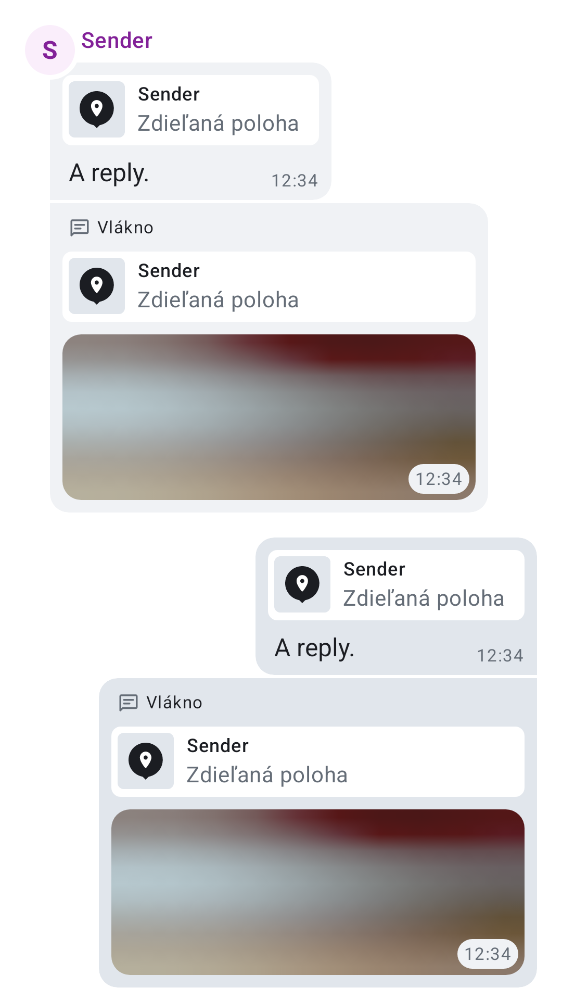 S
Sender
Sender
Zdieľaná poloha
A reply.
12:34
Vlákno
Sender
Zdieľaná poloha
12:34
Sender
Zdieľaná poloha
A reply.
12:34
Vlákno
Sender
Zdieľaná poloha
12:34